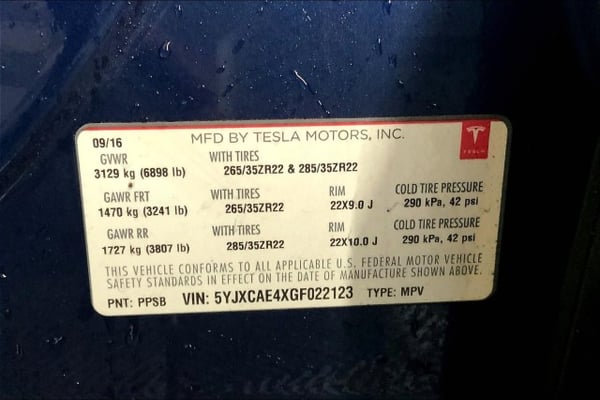 09/16 MFD BY TESLA MOTORS, INC.
TESLA
GVWR WITH TIRES
3129 kg (6898 lb) 265/35ZR22 & 285/35ZR22
GAWR FRT WITH TIRES RIM COLD TIRE PRESSURE
1470 kg (3241 lb) 265/35ZR22 22X9.0 J 290 kPa, 42 psi
GAWR RR WITH TIRES RIM COLD TIRE PRESSURE
1727 kg (3807 lb) 285/35ZR22 22X10.0 J 290 kPa, 42 psi
THIS VEHICLE CONFORMS TO ALL APPLICABLE U.S. FEDERAL MOTOR VEHICLE
SAFETY STANDARDS IN EFFECT ON THE DATE OF MANUFACTURE SHOWN ABOVE.
PNT: PPSB VIN: 5YJXCAE4XGF022123 TYPE: MPV